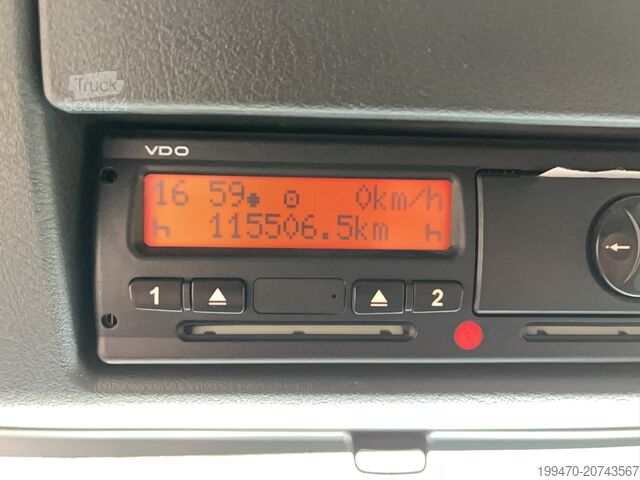 Truck
Scout24
VDO
16 59 0km/h
115506.5km
1 2
199470-20743567